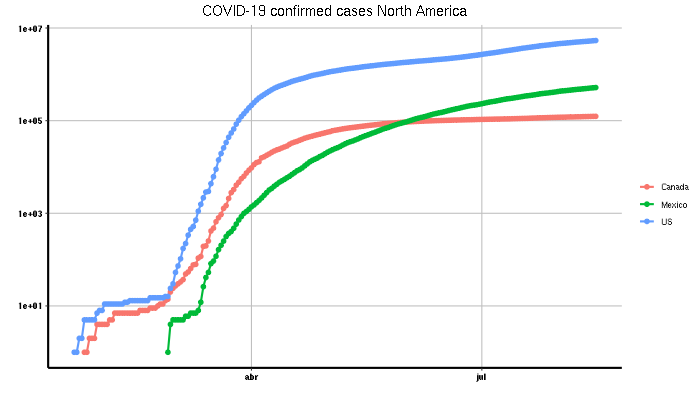 COVID-19 confirmed cases North America
1e+07
1e+05
1e+03
1e+01
abr
jul
Canada
Mexico
US